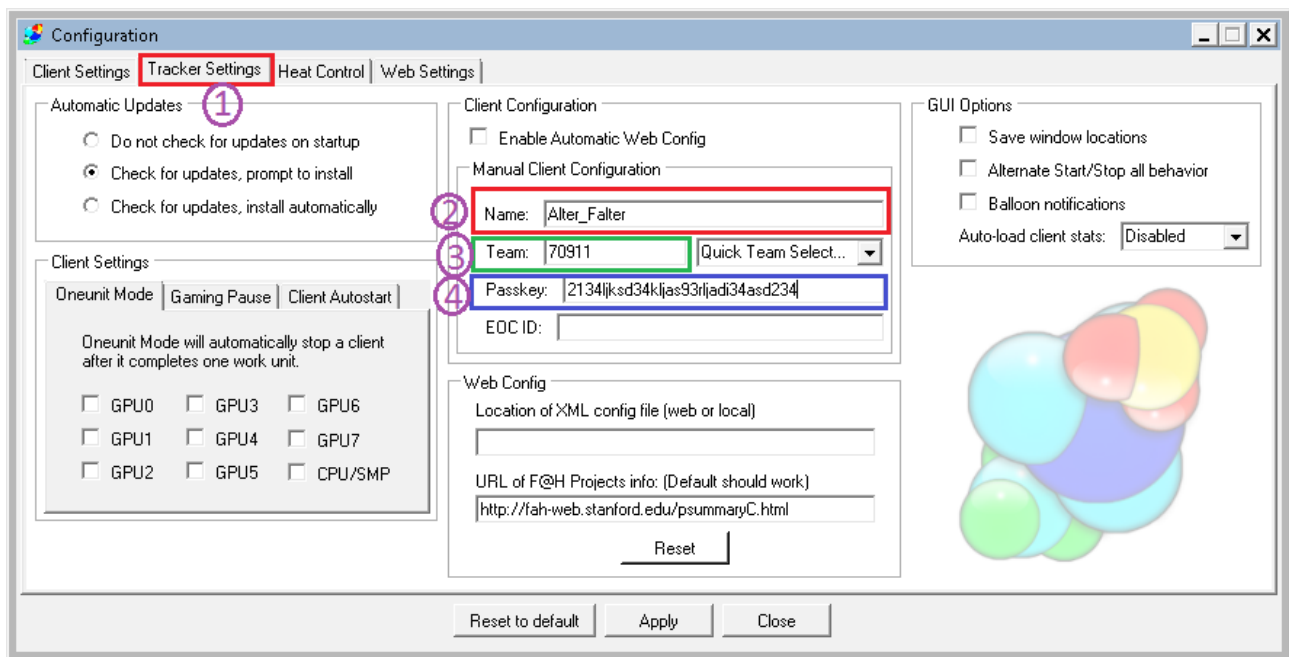 Configuration
Client Settings Tracker Settings Heat Control Web Settings
1
Automatic Updates
Do not check for updates on startup
Check for updates, prompt to install
Check for updates, install automatically
Client Settings
Oneunit Mode Gaming Pause Client Autostart
Oneunit Mode will automatically stop a client
after it completes one work unit.
GPU0 GPU3 GPU6
GPU1 GPU4 GPU7
GPU2 GPU5 CPU/SMP
Client Configuration
Enable Automatic Web Config
Manual Client Configuration
2 Name: Alter_Falter
3 Team: 70911 Quick Team Select...
4 Passkey: 2134ljksd34kljas93rljadi34asd234
EOC ID:
Web Config
Location of XML config file (web or local)
URL of F@H Projects info: (Default should work)
http://fah-web.stanford.edu/psummaryC.html
Reset
GUI Options
Save window locations
Alternate Start/Stop all behavior
Balloon notifications
Auto-load client stats: Disabled
Reset to default Apply Close